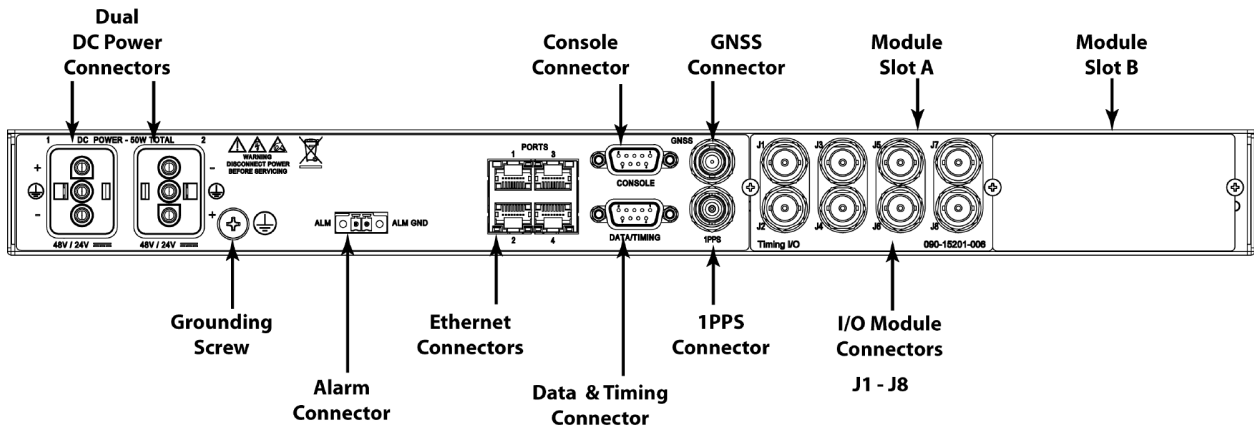 Dual
DC Power
Connectors
Console
Connector
GNSS
Connector
Module
Slot A
Module
Slot B
1 DC POWER - 50W TOTAL 2
WARNING
DISCONNECT POWER
BEFORE SERVICING
+
-
-
+
48V / 24V
48V / 24V
ALM
ALM GND
PORTS
1 3
2 4
CONSOLE
DATA/TIMING
GNSS
1PPS
J1 J3 J5 J7
J2 J4 J6 J8
Timing I/O
090-15201-006
Grounding
Screw
Alarm
Connector
Ethernet
Connectors
Data & Timing
Connector
1PPS
Connector
I/O Module
Connectors
J1 - J8